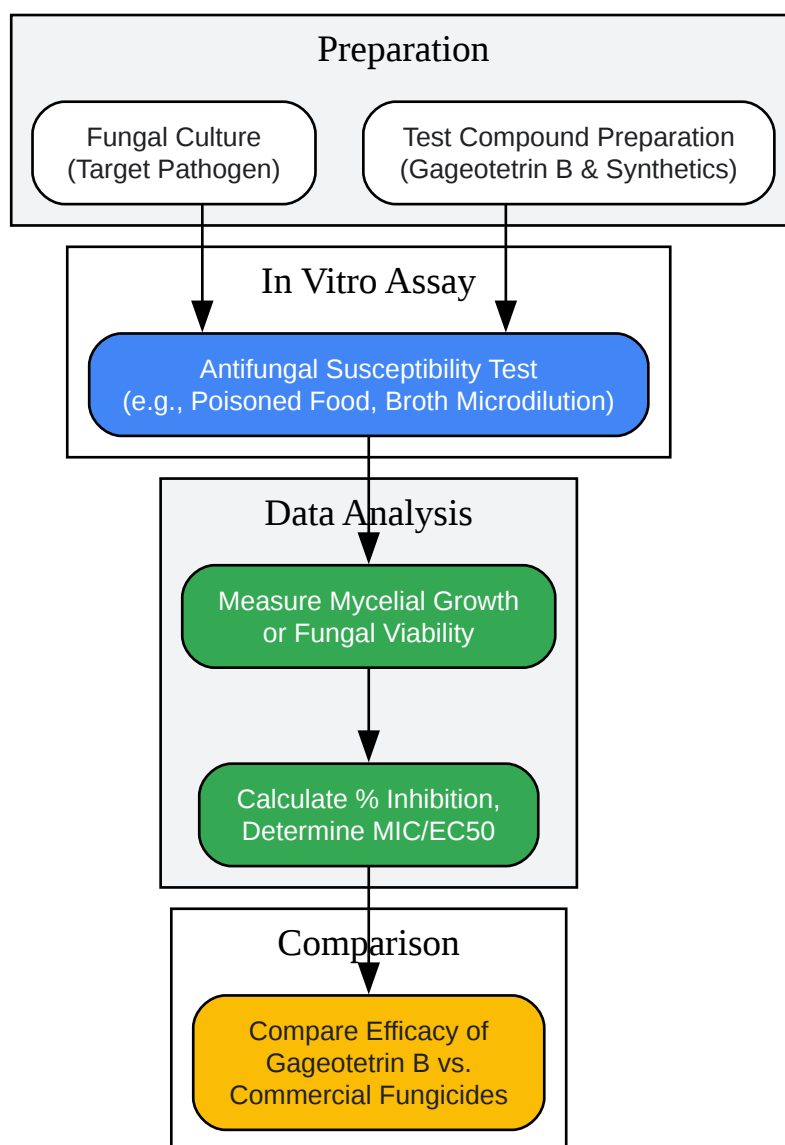 Preparation
Fungal Culture
(Target Pathogen)
Test Compound Preparation
(Gageotetrin B & Synthetics)
In Vitro Assay
Antifungal Susceptibility Test
(e.g., Poisoned Food, Broth Microdilution)
Data Analysis
Measure Mycelial Growth
or Fungal Viability
Calculate % Inhibition,
Determine MIC/EC50
Comparison
Compare Efficacy of
Gageotetrin B vs.
Commercial Fungicides